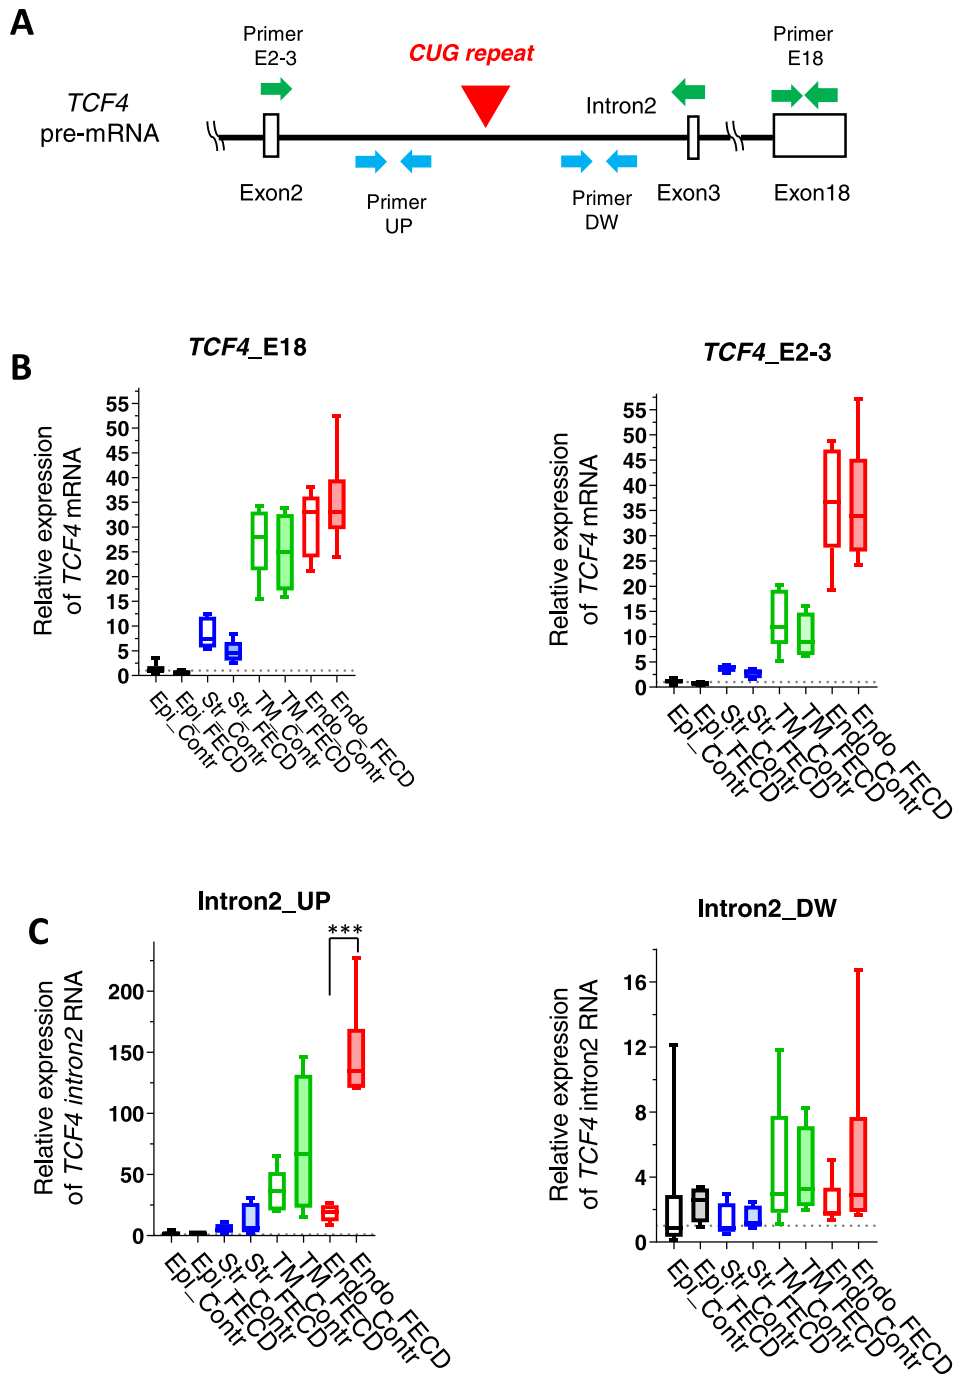 A
Primer
E2-3
CUG repeat
Primer
E18
TCF4
pre-mRNA
Intron2
Exon2
Primer
UP
Primer
DW
Exon3
Exon18
B
TCF4_E18
Relative expression
of TCF4 mRNA
55
50
45
40
35
30
25
20
15
10
5
0
Epi_Contr
Epi_FECD
Str_Contr
Str_FECD
TM_Contr
TM_FECD
Endo_Contr
Endo_FECD
TCF4_E2-3
Relative expression
of TCF4 mRNA
55
50
45
40
35
30
25
20
15
10
5
0
Epi_Contr
Epi_FECD
Str_Contr
Str_FECD
TM_Contr
TM_FECD
Endo_Contr
Endo_FECD
C
Intron2_UP
***
Relative expression
of TCF4 intron2 RNA
200
150
100
50
0
Epi_Contr
Epi_FECD
Str_Contr
Str_FECD
TM_Contr
TM_FECD
Endo_Contr
Endo_FECD
Intron2_DW
Relative expression
of TCF4 intron2 RNA
16
12
8
4
0
Epi_Contr
Epi_FECD
Str_Contr
Str_FECD
TM_Contr
TM_FECD
Endo_Contr
Endo_FECD